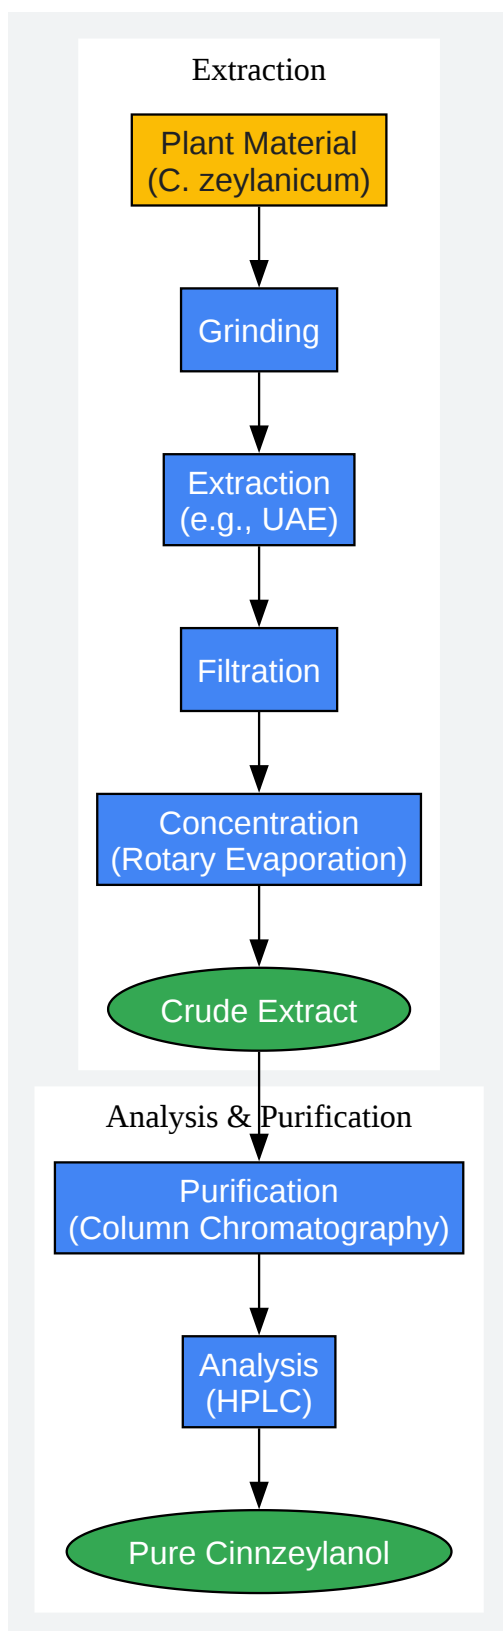 Extraction
Plant Material
(C. zeylanicum)
Grinding
Extraction
(e.g., UAE)
Filtration
Concentration
(Rotary Evaporation)
Crude Extract
Analysis & Purification
Purification
(Column Chromatography)
Analysis
(HPLC)
Pure Cinnzeylanol